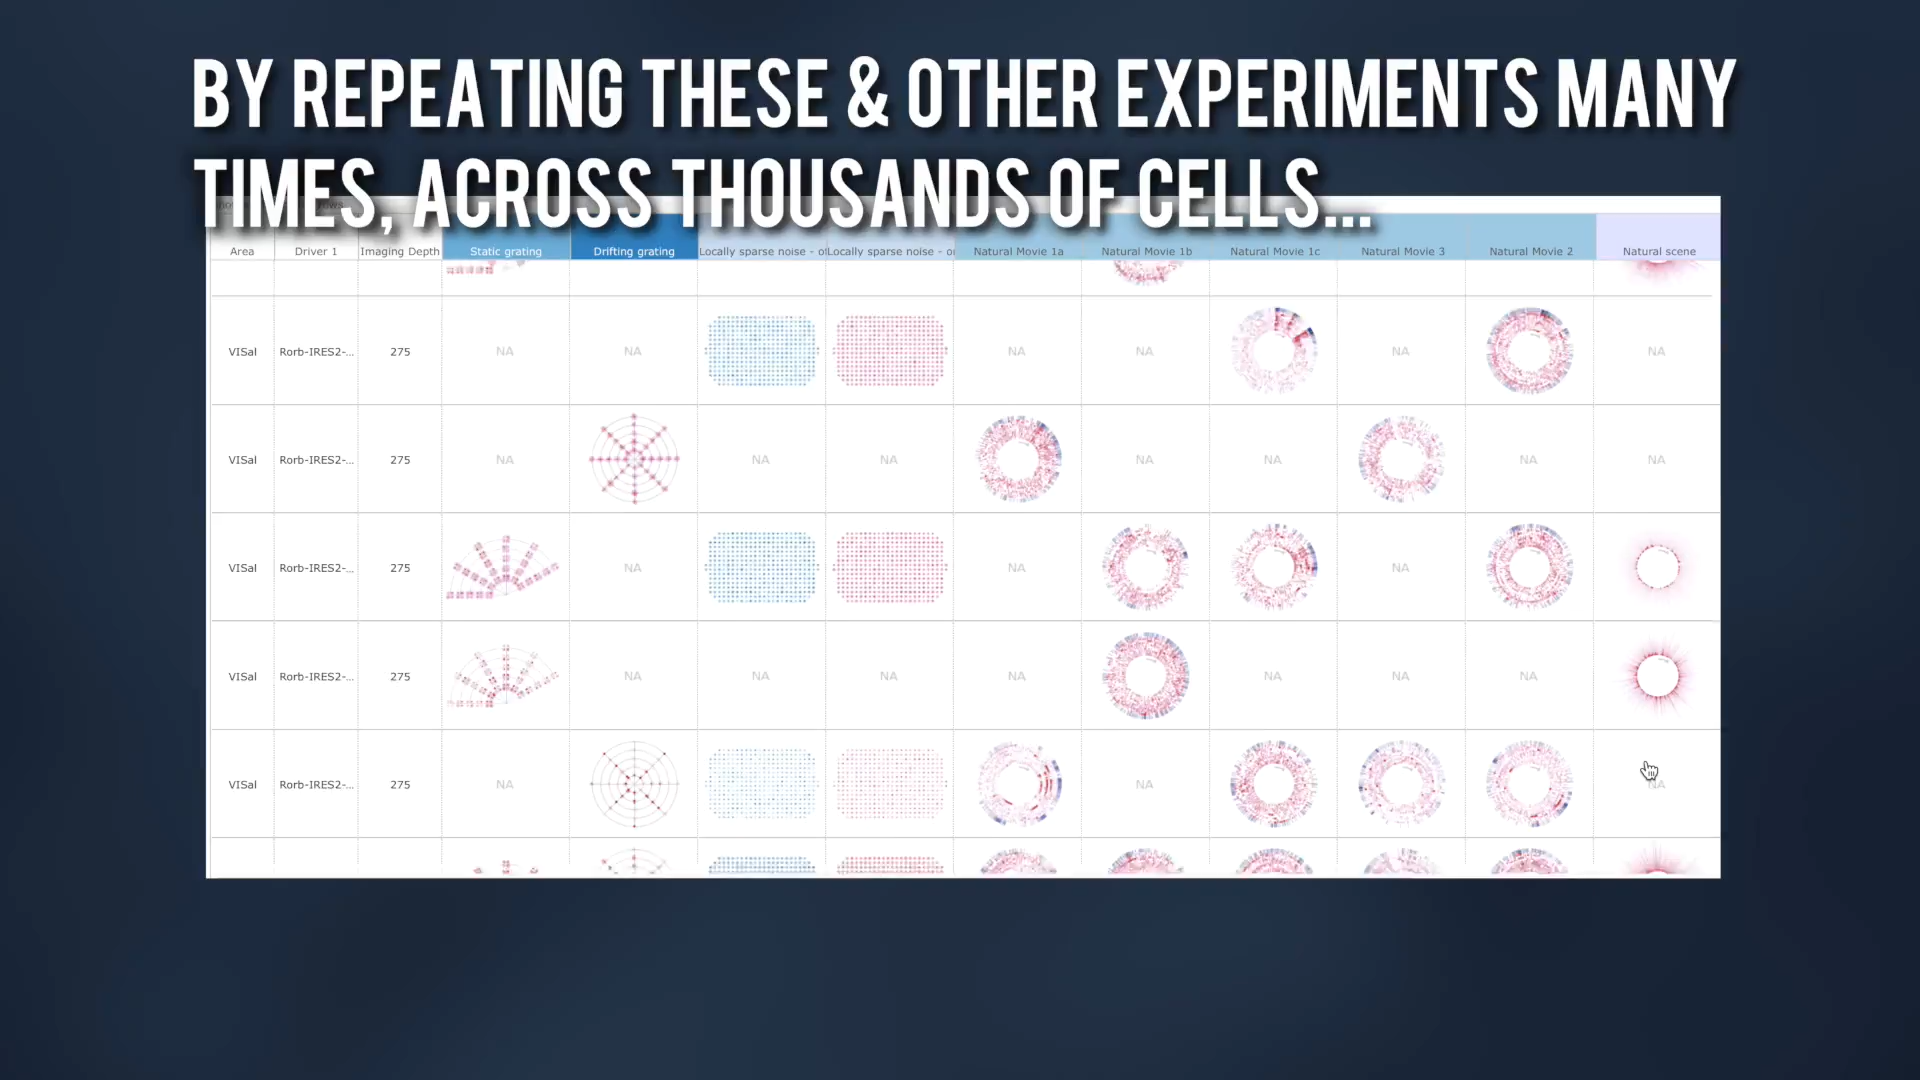 BY REPEATING THESE & OTHER EXPERIMENTS MANY
TIMES, ACROSS THOUSANDS OF CELLS...
Area Driver 1 Imaging Depth Static grating Drifting grating Locally sparse noise - Locally sparse noise - Natural Movie 1a Natural Movie 1b Natural Movie 1c Natural Movie 3 Natural Movie 2 Natural scene
VISal Rorb-IRES2-... 275 NA NA NA NA NA NA
VISal Rorb-IRES2-... 275 NA NA NA NA NA NA NA
VISal Rorb-IRES2-... 275 NA NA NA
VISal Rorb-IRES2-... 275 NA NA NA NA NA NA NA
VISal Rorb-IRES2-... 275 NA NA NA